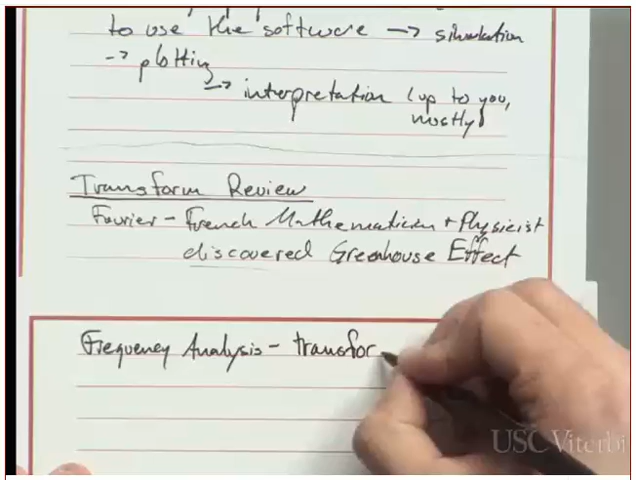 to use the software → simulation
→ plotting
→ interpretation (up to you,
mostly)
Transform Review
Fourier – French Mathematician + Physicist
discovered Greenhouse Effect
Frequency Analysis – transfor
USC Viterbi